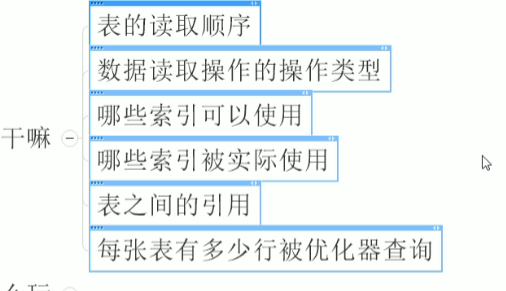 表的读取顺序
数据读取操作的操作类型
哪些索引可以使用
干嘛
哪些索引被实际使用
表之间的引用
每张表有多少行被优化器查询